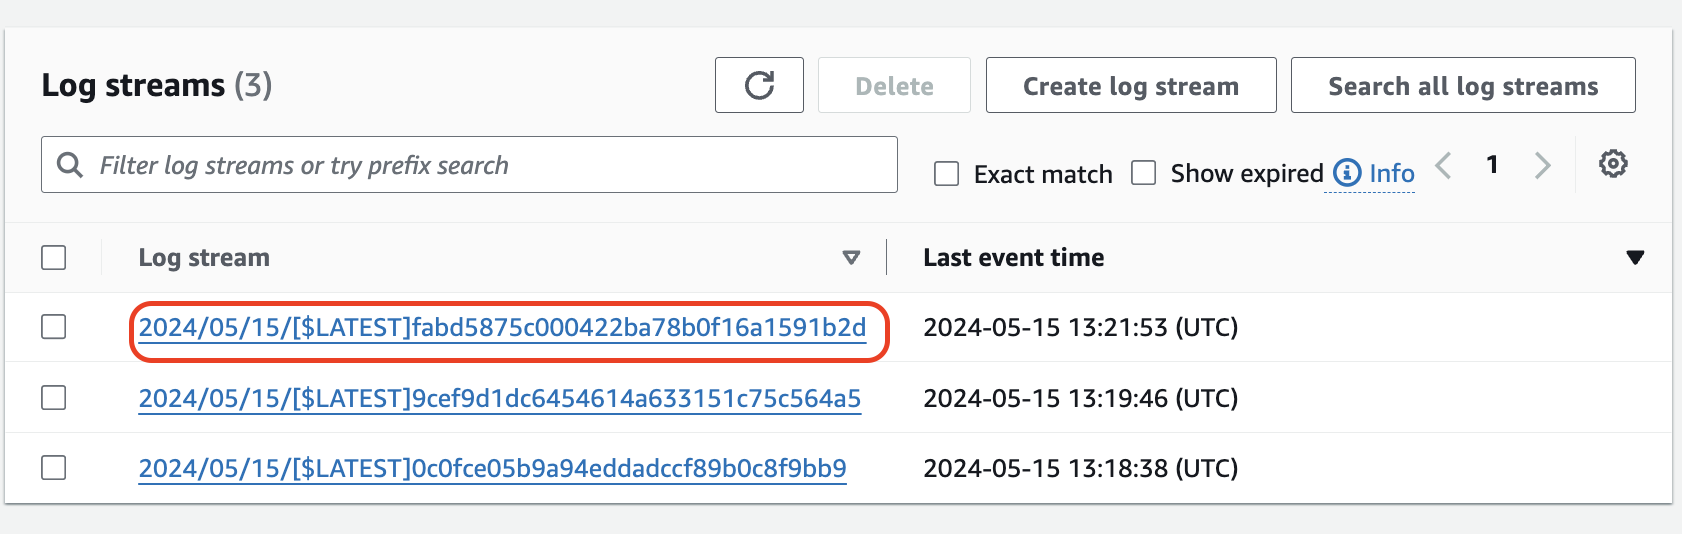 Log streams (3)
Delete
Create log stream
Search all log streams
Filter log streams or try prefix search
Exact match
Show expired
Info
1
Log stream
Last event time
2024/05/15/[$LATEST]fabd5875c000422ba78b0f16a1591b2d
2024-05-15 13:21:53 (UTC)
2024/05/15/[$LATEST]9cef9d1dc6454614a633151c75c564a5
2024-05-15 13:19:46 (UTC)
2024/05/15/[$LATEST]0c0fce05b9a94eddadccf89b0c8f9bb9
2024-05-15 13:18:38 (UTC)